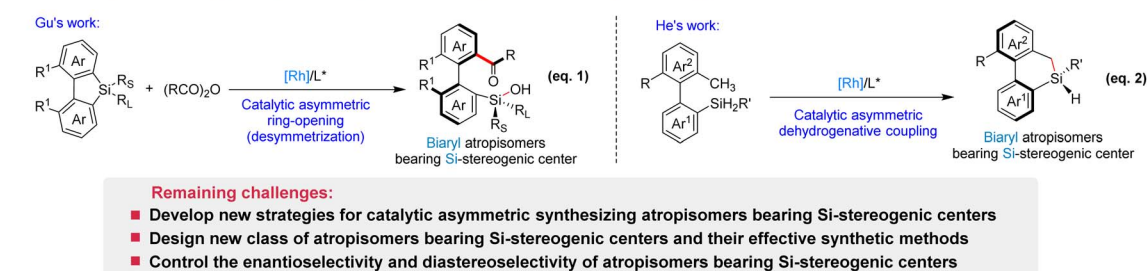 Gu's work:
R¹
R¹
Ar
Ar
Si
R_S
R_L
+ (RCO)₂O
[Rh]/L*
Catalytic asymmetric
ring-opening
(desymmetrization)
R¹
R¹
Ar
Ar
R
O
Si
OH
R_L
R_S
(eq. 1)
Biaryl atropisomers
bearing Si-stereogenic center
He's work:
Ar²
R
CH₃
SiH₂R'
Ar¹
[Rh]/L*
Catalytic asymmetric
dehydrogenative coupling
Ar²
R
R'
Si
Ar¹
H
(eq. 2)
Biaryl atropisomers
bearing Si-stereogenic center
Remaining challenges:
Develop new strategies for catalytic asymmetric synthesizing atropisomers bearing Si-stereogenic centers
Design new class of atropisomers bearing Si-stereogenic centers and their effective synthetic methods
Control the enantioselectivity and diastereoselectivity of atropisomers bearing Si-stereogenic centers